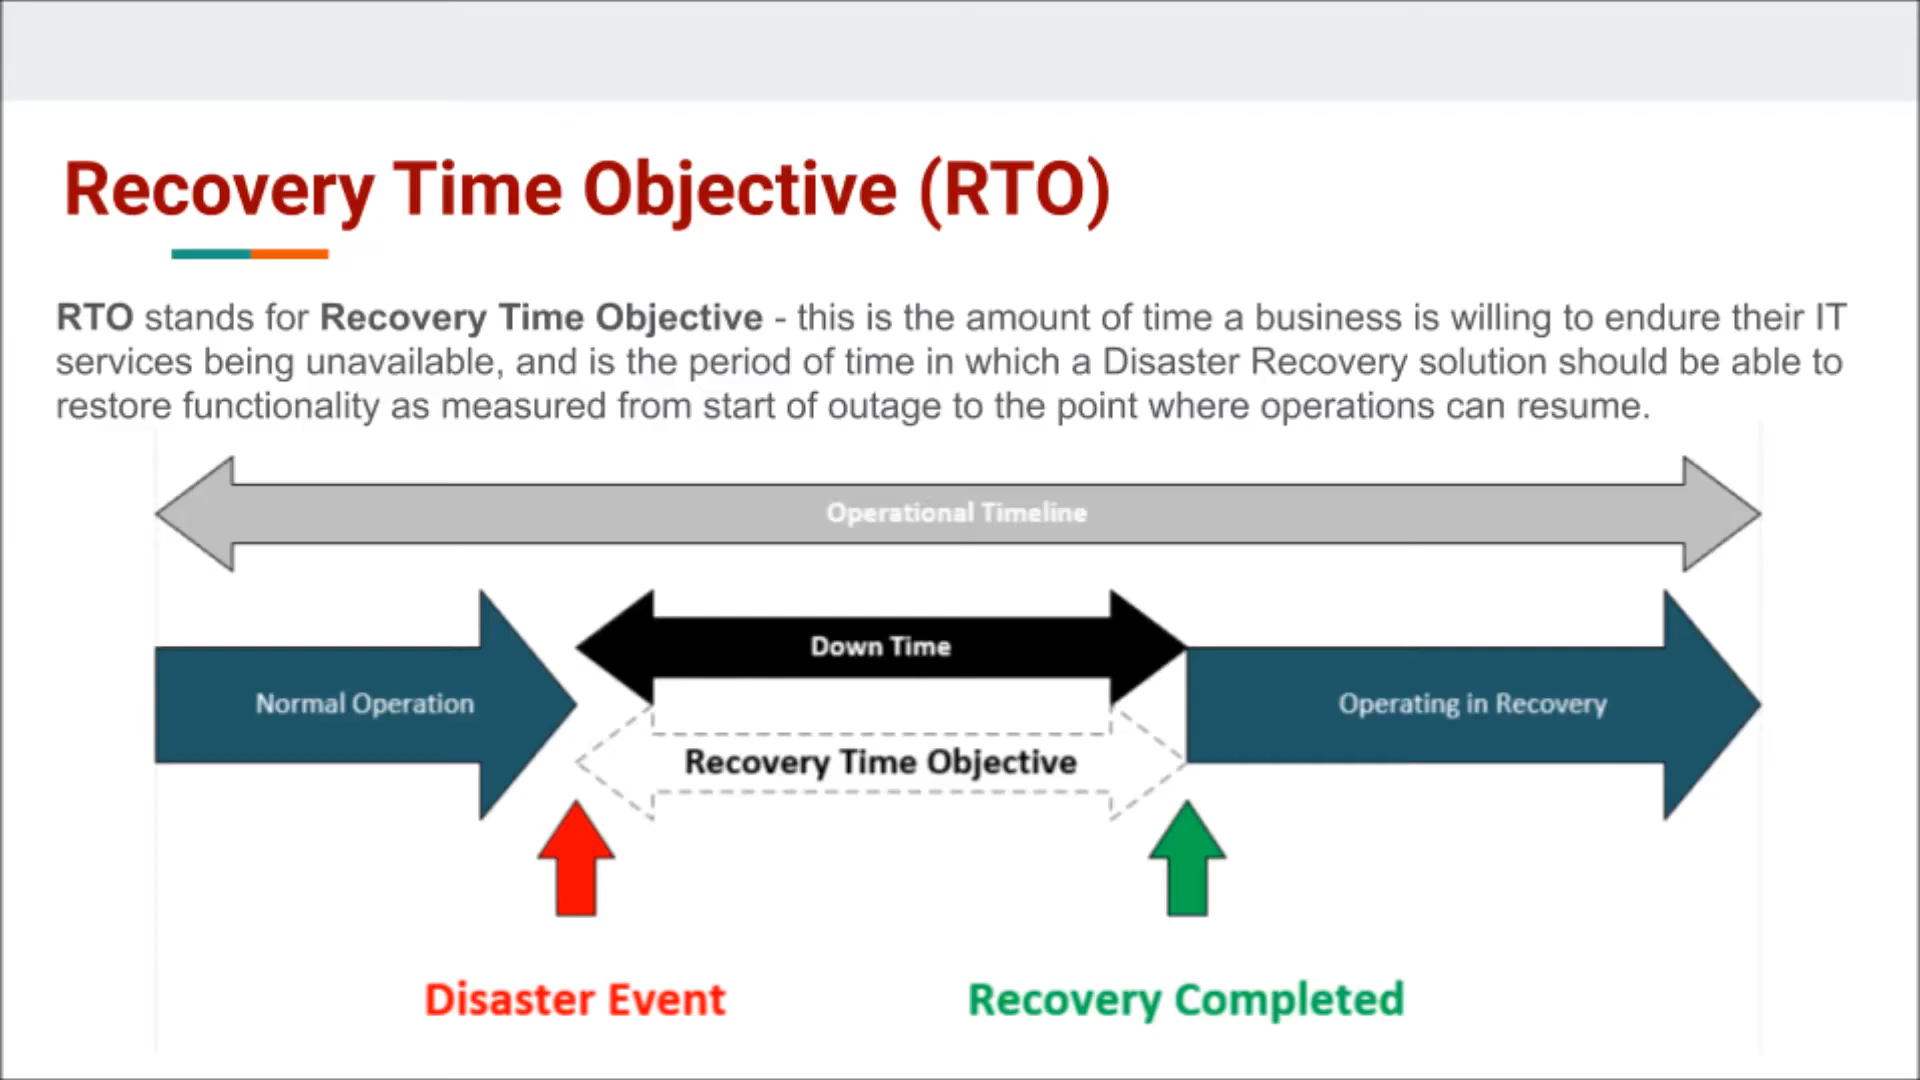 Recovery Time Objective (RTO)
RTO stands for Recovery Time Objective - this is the amount of time a business is willing to endure their IT
services being unavailable, and is the period of time in which a Disaster Recovery solution should be able to
restore functionality as measured from start of outage to the point where operations can resume.
Operational Timeline
Down Time
Normal Operation
Operating in Recovery
Recovery Time Objective
Disaster Event
Recovery Completed